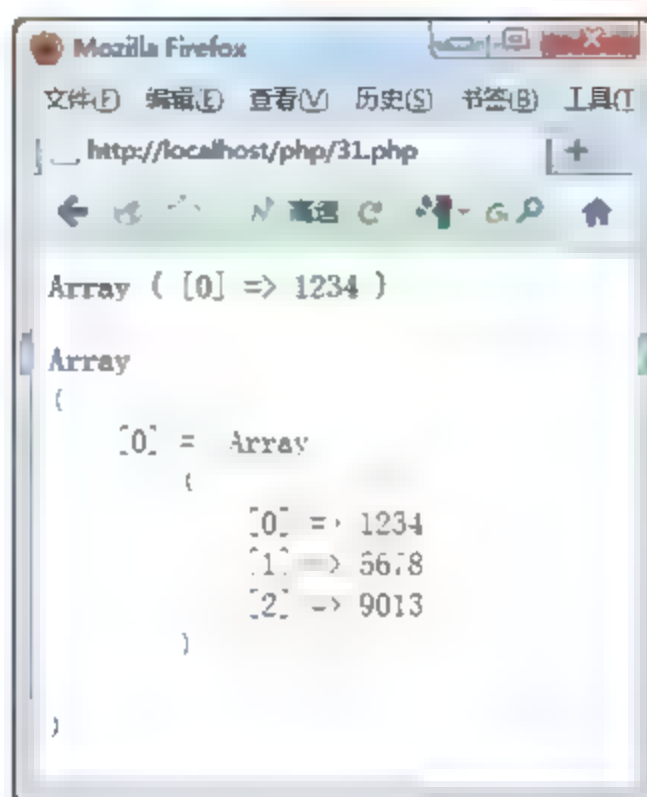 Mozilla Firefox
文件(F) 编辑(E) 查看(V) 历史(S) 书签(B) 工具(T
http://localhost/php/31.php
Array ( [0] => 1234 )
Array
(
[0] => Array
(
[0] => 1234
[1] => 5678
[2] => 9013
)
)